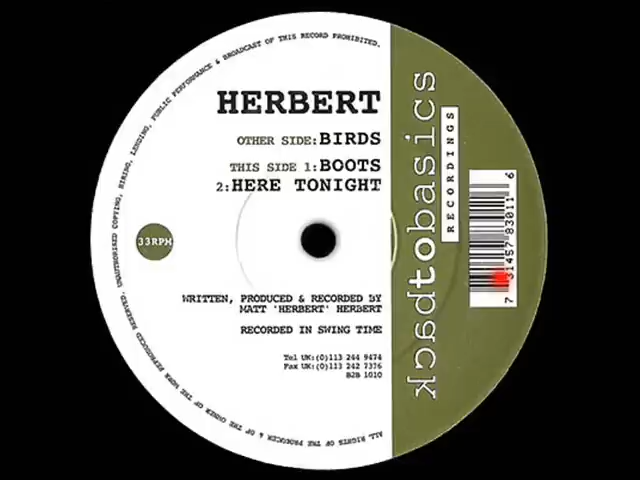 UNAUTHORISED COPYING, HIRING, LENDING, PUBLIC PERFORMANCE & BROADCAST OF THIS RECORD PROHIBITED.
HERBERT
OTHER SIDE:BIRDS
THIS SIDE 1:BOOTS
2:HERE TONIGHT
33RPM
WRITTEN, PRODUCED & RECORDED BY
MATT 'HERBERT' HERBERT
RECORDED IN SWING TIME
Tel UK:(0)113 244 9474
Fax UK:(0)113 242 7376
B2B 1010
backtobasics
RECORDINGS
7 31457 83011 6
ALL RIGHTS OF THE PRODUCER & OF THE OWNER OF THE WORK REPRODUCED RESERVED.